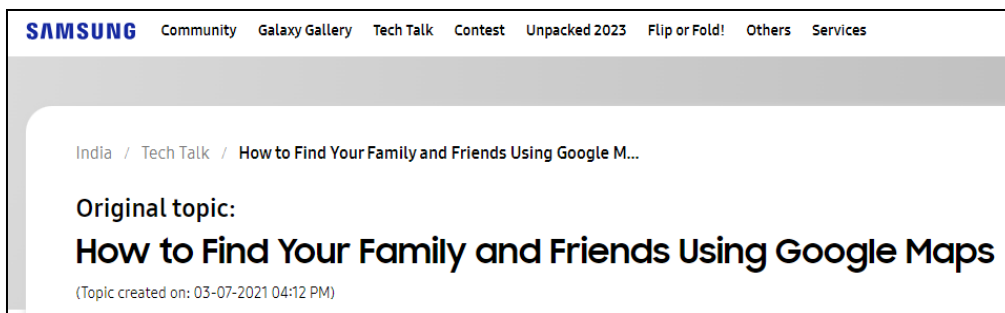 SAMSUNG Community Galaxy Gallery Tech Talk Contest Unpacked 2023 Flip or Fold! Others Services
India / Tech Talk / How to Find Your Family and Friends Using Google M...
Original topic:
How to Find Your Family and Friends Using Google Maps
(Topic created on: 03-07-2021 04:12 PM)